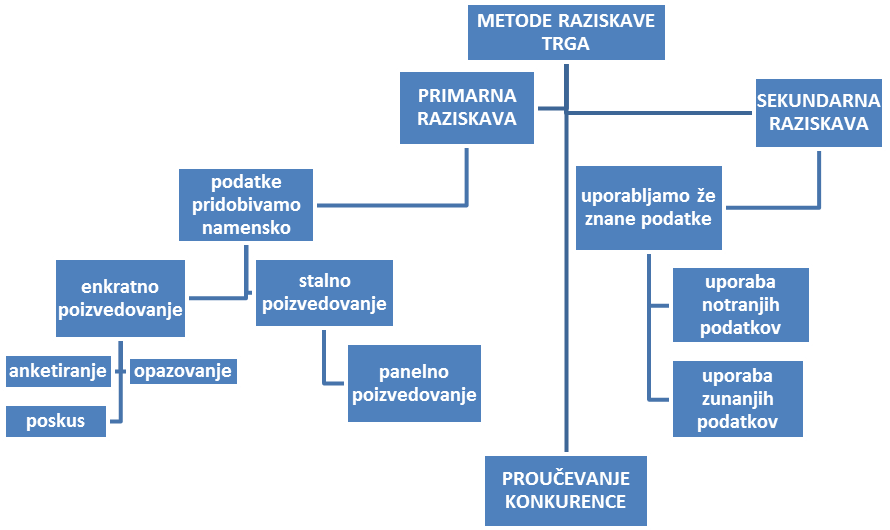 METODE RAZISKAVE
TRGA
PRIMARNA
RAZISKAVA
SEKUNDARNA
RAZISKAVA
podatke
pridobivamo
namensko
uporabljamo že
znane podatke
enkratno
poizvedovanje
stalno
poizvedovanje
uporaba
notranjih
podatkov
anketiranje
opazovanje
panelno
poizvedovanje
uporaba
zunanjih
podatkov
poskus
PROUČEVANJE
KONKURENCE